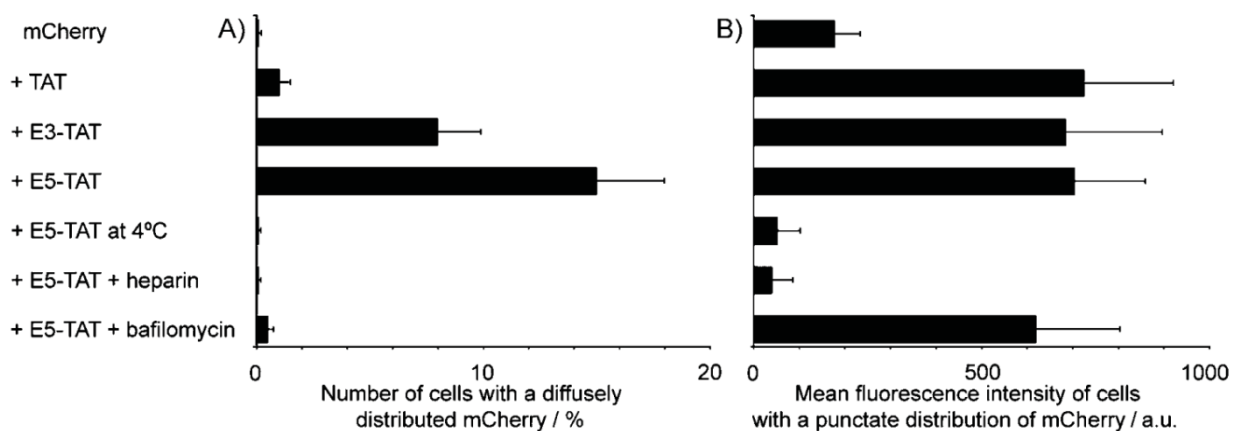 mCherry
+ TAT
+ E3-TAT
+ E5-TAT
+ E5-TAT at 4ºC
+ E5-TAT + heparin
+ E5-TAT + bafilomycin
A)
0 10 20
Number of cells with a diffusely
distributed mCherry / %
B)
0 500 1000
Mean fluorescence intensity of cells
with a punctate distribution of mCherry / a.u.